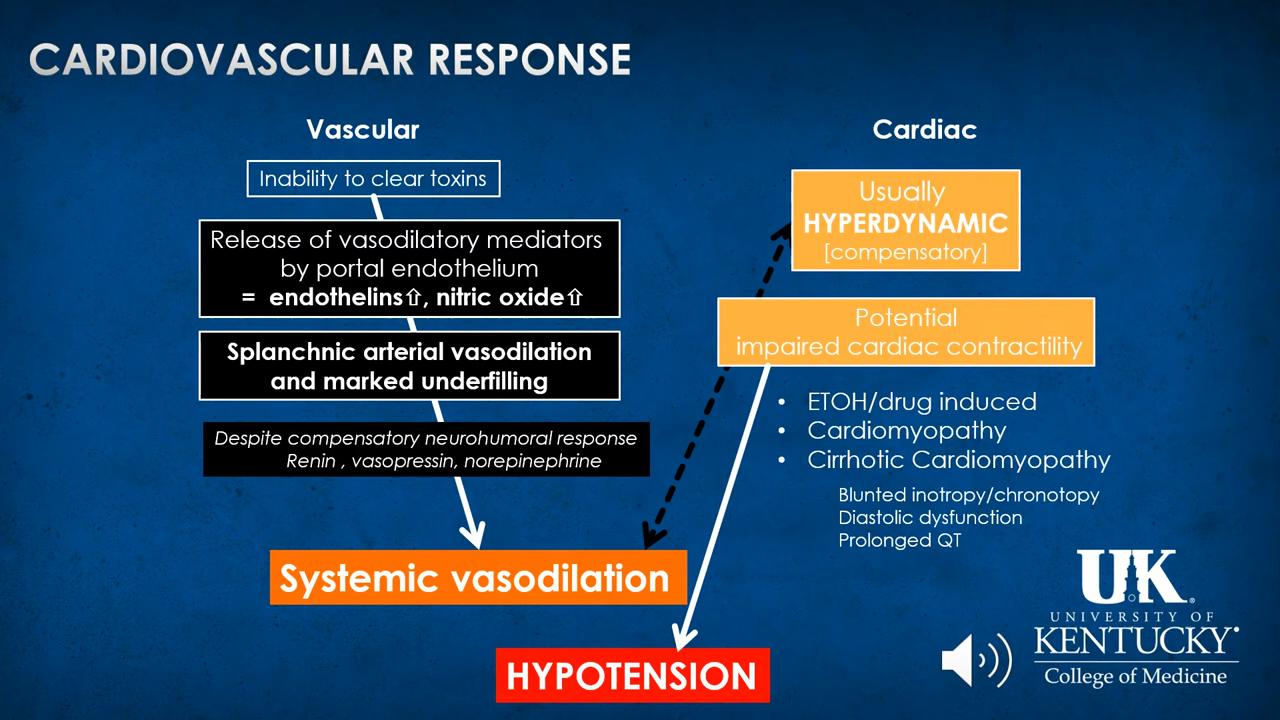 CARDIOVASCULAR RESPONSE
Vascular
Inability to clear toxins
Release of vasodilatory mediators
by portal endothelium
= endothelins⇧, nitric oxide⇧
Splanchnic arterial vasodilation
and marked underfilling
Despite compensatory neurohumoral response
Renin , vasopressin, norepinephrine
Systemic vasodilation
Cardiac
Usually
HYPERDYNAMIC
[compensatory]
Potential
impaired cardiac contractility
• ETOH/drug induced
• Cardiomyopathy
• Cirrhotic Cardiomyopathy
Blunted inotropy/chronotopy
Diastolic dysfunction
Prolonged QT
HYPOTENSION
UK®
UNIVERSITY OF
KENTUCKY
College of Medicine